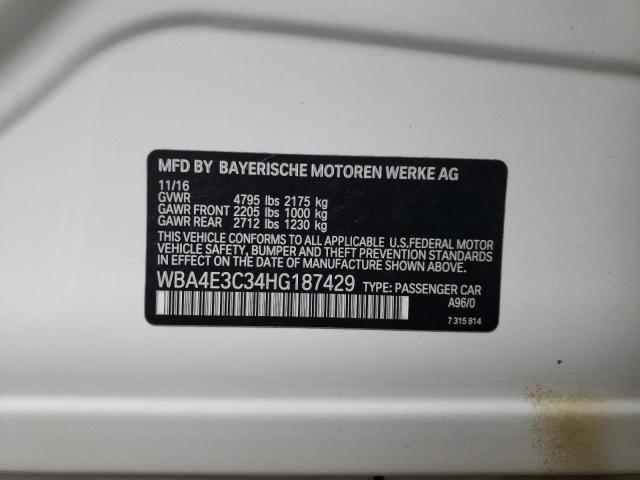 MFD BY BAYERISCHE MOTOREN WERKE AG
11/16
GVWR 4795 lbs 2175 kg
GAWR FRONT 2205 lbs 1000 kg
GAWR REAR 2712 lbs 1230 kg
THIS VEHICLE CONFORMS TO ALL APPLICABLE U.S.FEDERAL MOTOR
VEHICLE SAFETY, BUMPER AND THEFT PREVENTION STANDARDS
IN EFFECT ON THE DATE OF MANUFACTURE SHOWN ABOVE.
WBA4E3C34HG187429 TYPE: PASSENGER CAR
A96/0
7 315 814